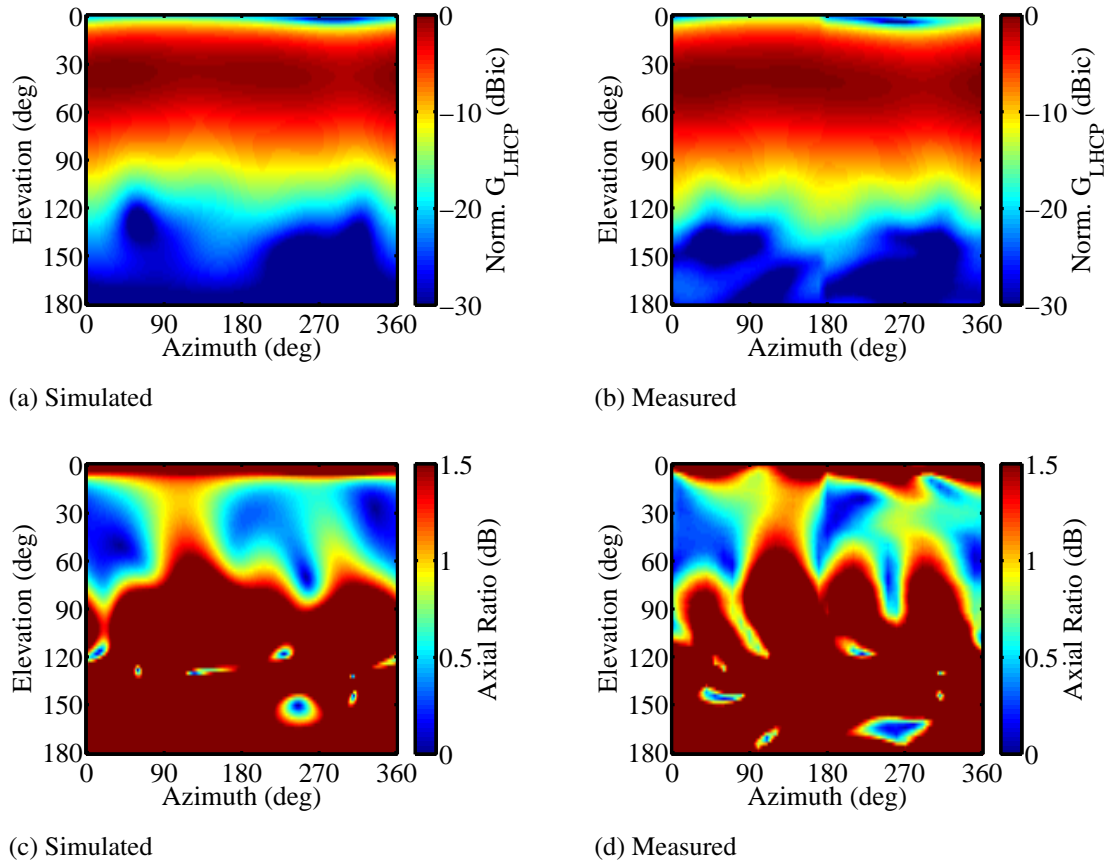 0
30
60
90
120
150
180
Elevation (deg)
0 90 180 270 360
Azimuth (deg)
0
−10
−20
−30
Norm. G_LHCP (dBic)
(a) Simulated
0
30
60
90
120
150
180
Elevation (deg)
0 90 180 270 360
Azimuth (deg)
0
−10
−20
−30
Norm. G_LHCP (dBic)
(b) Measured
0
30
60
90
120
150
180
Elevation (deg)
0 90 180 270 360
Azimuth (deg)
1.5
1
0.5
0
Axial Ratio (dB)
(c) Simulated
0
30
60
90
120
150
180
Elevation (deg)
0 90 180 270 360
Azimuth (deg)
1.5
1
0.5
0
Axial Ratio (dB)
(d) Measured